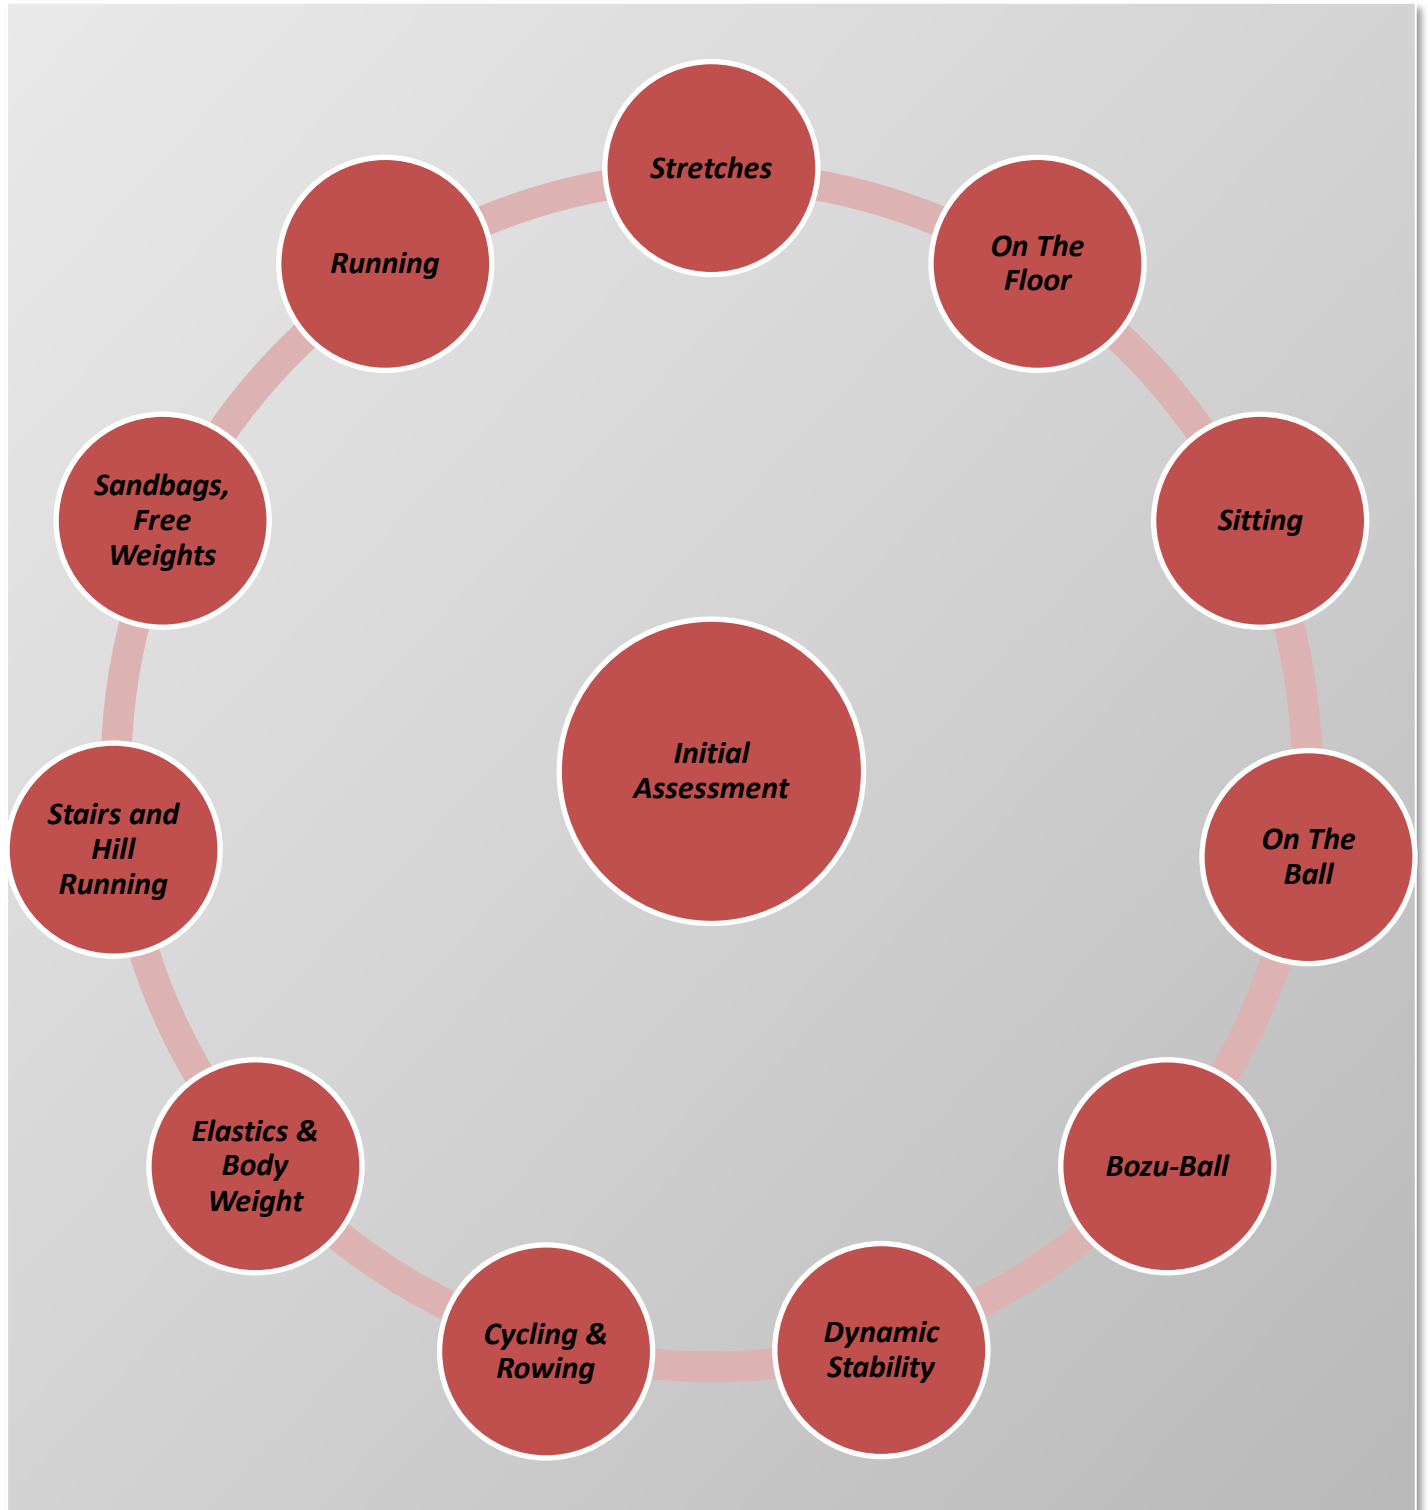 Stretches
On The
Floor
Sitting
On The
Ball
Bozu-Ball
Dynamic
Stability
Cycling &
Rowing
Elastics &
Body
Weight
Stairs and
Hill
Running
Sandbags,
Free
Weights
Running
Initial
Assessment